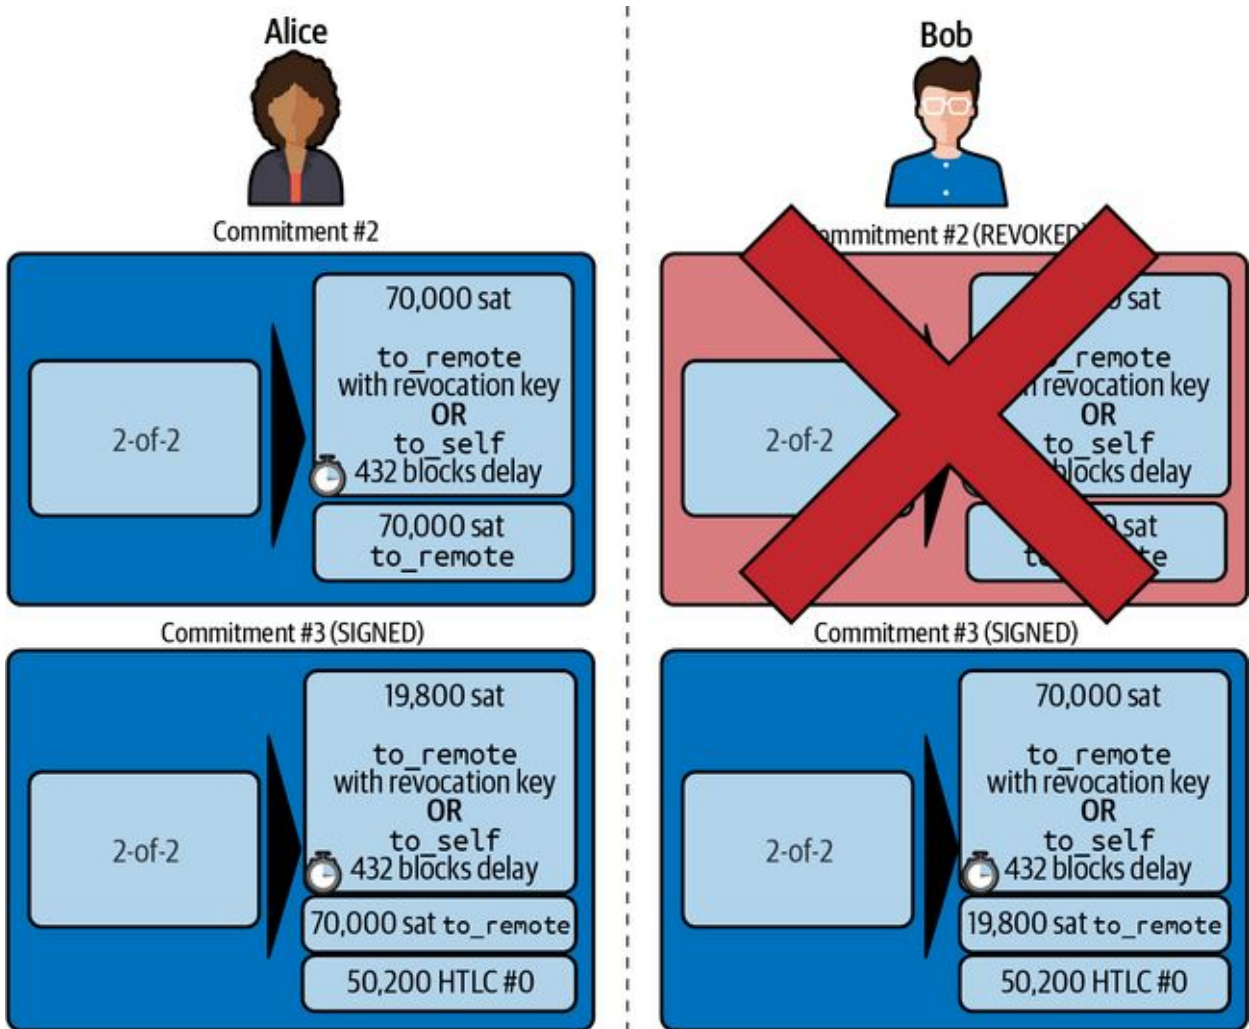 Alice
Bob
Commitment #2
70,000 sat
to_remote
with revocation key
OR
to_self
432 blocks delay
2-of-2
70,000 sat
to_remote
#2 (REVOKED)
sat
revocation key
OR
to_self
blocks delay
2-of-2
sat
Commitment #3 (SIGNED)
19,800 sat
to_remote
with revocation key
OR
to_self
432 blocks delay
2-of-2
70,000 sat to_remote
50,200 HTLC #0
Commitment #3 (SIGNED)
70,000 sat
to_remote
with revocation key
OR
to_self
432 blocks delay
2-of-2
19,800 sat to_remote
50,200 HTLC #0